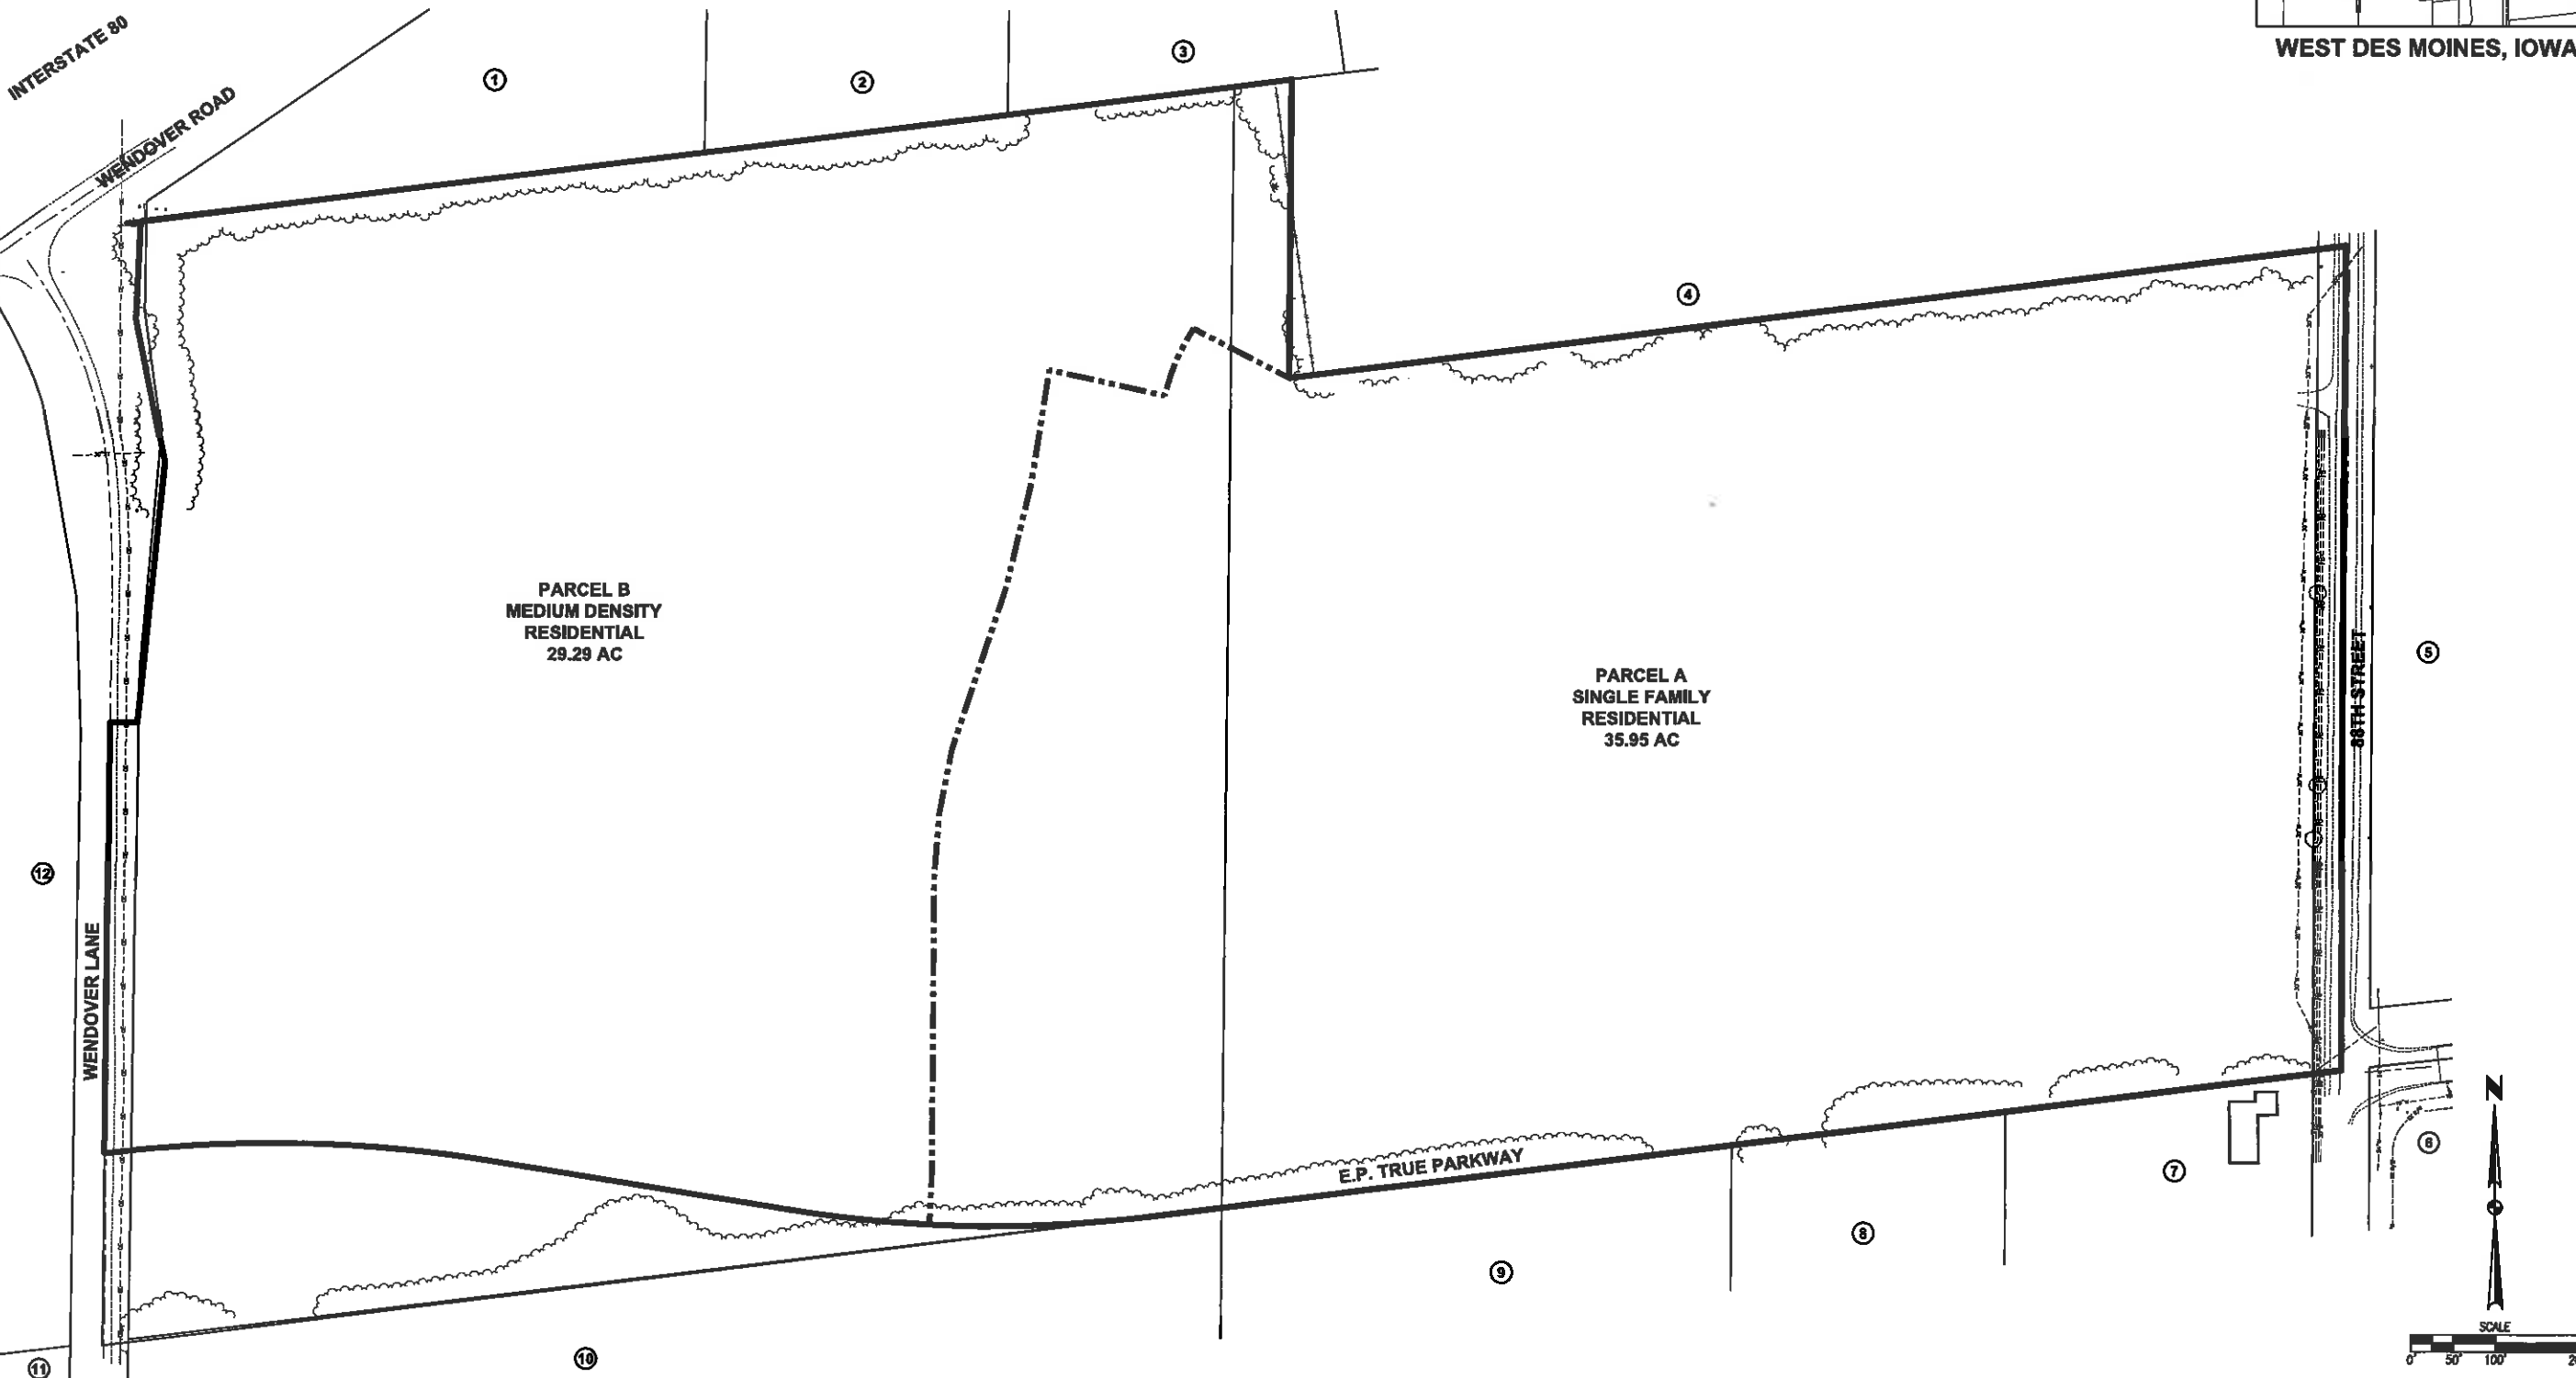 INTERSTATE 80
WENDOVER ROAD
1
2
3
WEST DES MOINES, IOWA
4
PARCEL B
MEDIUM DENSITY
RESIDENTIAL
29.29 AC
PARCEL A
SINGLE FAMILY
RESIDENTIAL
35.95 AC
88TH STREET
5
12
WENDOVER LANE
E.P. TRUE PARKWAY
N
6
7
8
9
10
11
SCALE
0' 50' 100'